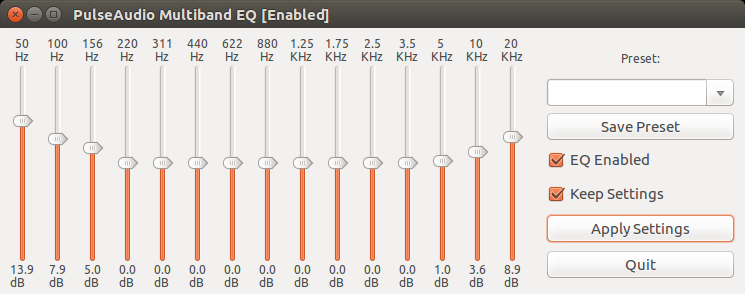 PulseAudio Multiband EQ [Enabled]
50 100 156 220 311 440 622 880 1.25 1.75 2.5 3.5 5 10 20
Hz Hz Hz Hz Hz Hz Hz Hz KHz KHz KHz KHz KHz KHz KHz
Preset:
Save Preset
EQ Enabled
Keep Settings
Apply Settings
Quit
13.9 7.9 5.0 0.0 0.0 0.0 0.0 0.0 0.0 0.0 0.0 0.0 1.0 3.6 8.9
dB dB dB dB dB dB dB dB dB dB dB dB dB dB dB